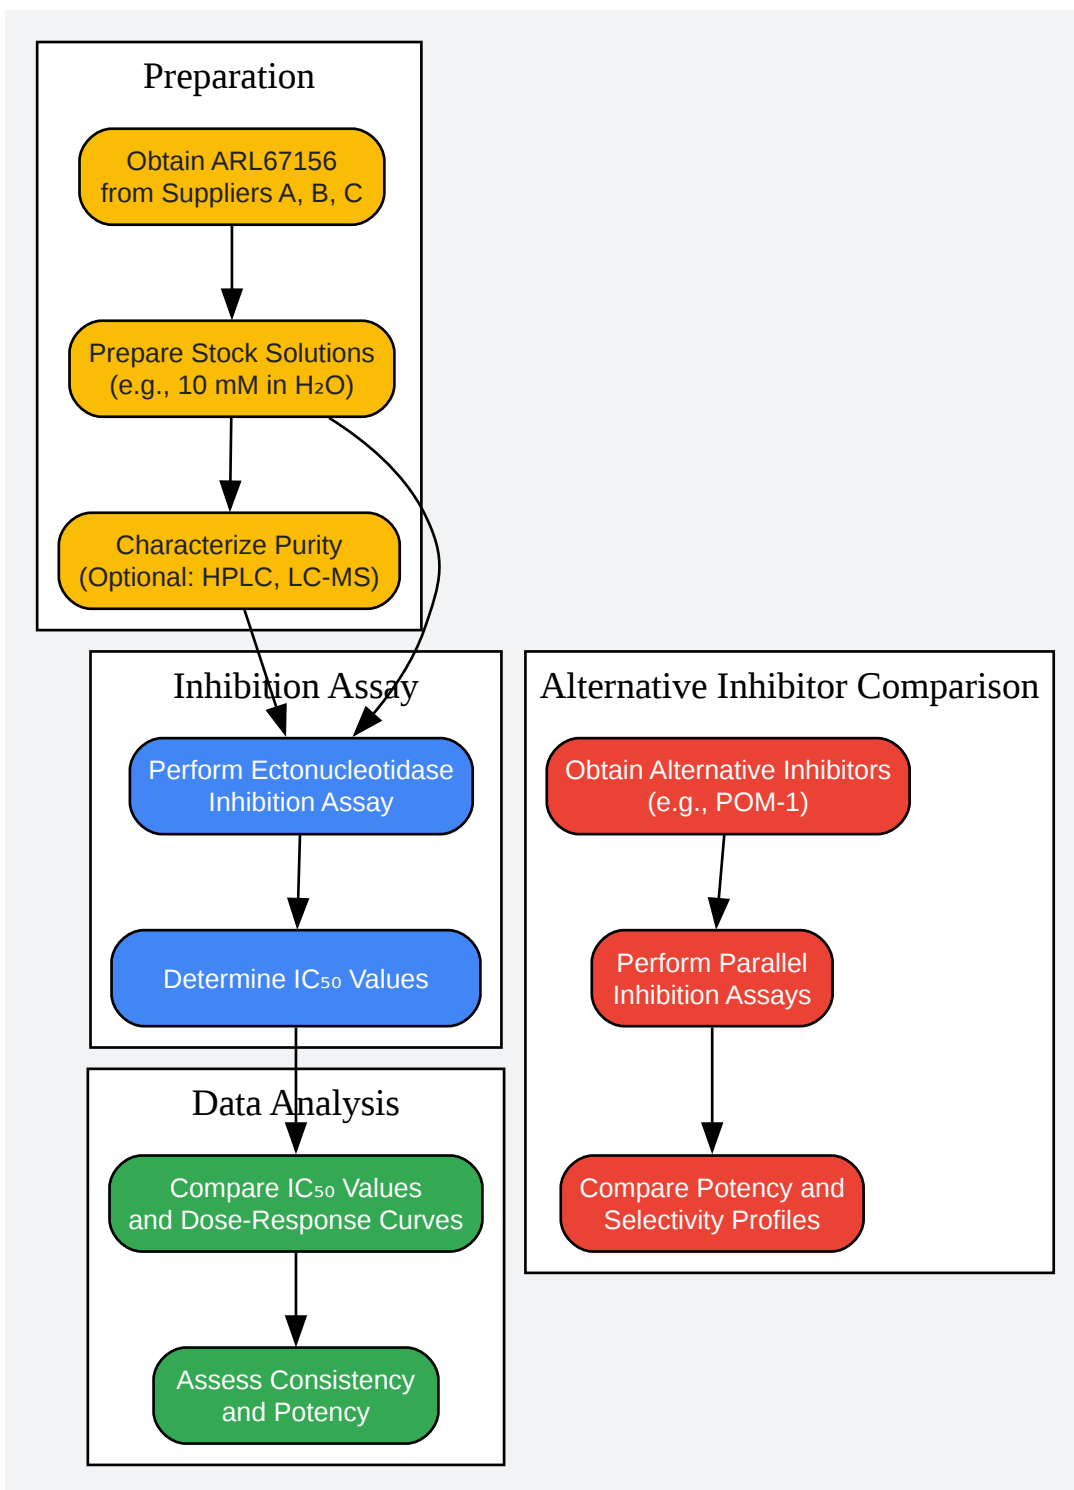 Preparation
Obtain ARL67156
from Suppliers A, B, C
Prepare Stock Solutions
(e.g., 10 mM in H₂O)
Characterize Purity
(Optional: HPLC, LC-MS)
Inhibition Assay
Perform Ectonucleotidase
Inhibition Assay
Determine IC₅₀ Values
Data Analysis
Compare IC₅₀ Values
and Dose-Response Curves
Assess Consistency
and Potency
Alternative Inhibitor Comparison
Obtain Alternative Inhibitors
(e.g., POM-1)
Perform Parallel
Inhibition Assays
Compare Potency and
Selectivity Profiles